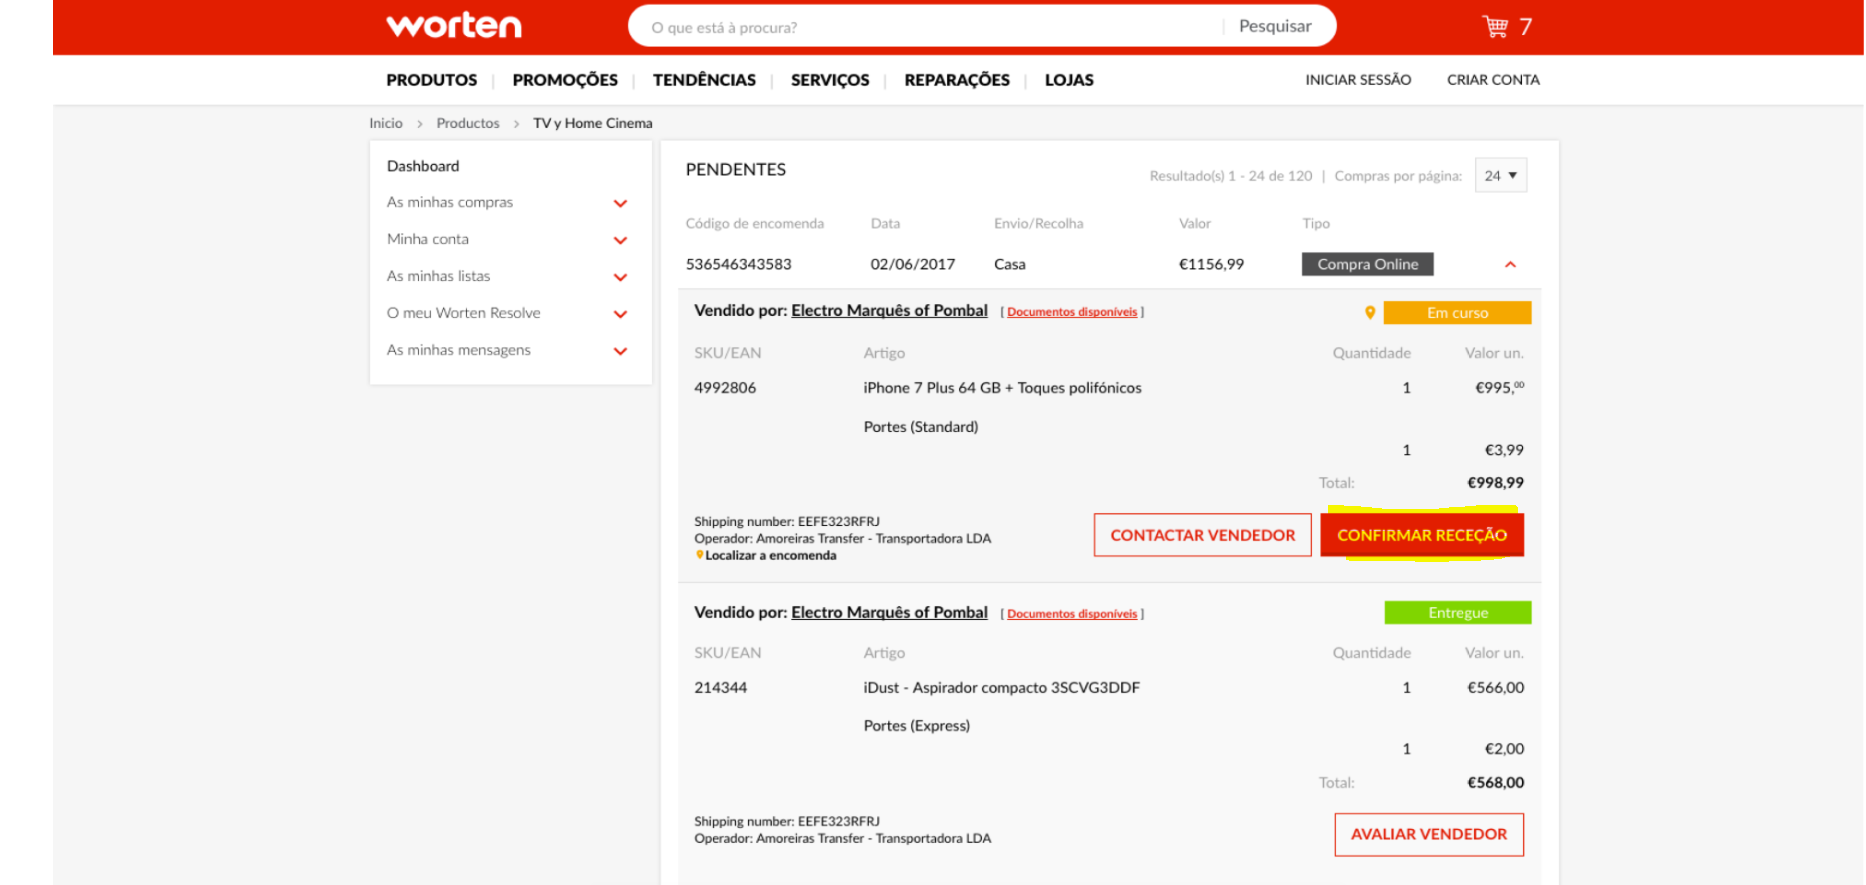 worten
O que está à procura?
Pesquisar
7
PRODUTOS | PROMOÇÕES | TENDÊNCIAS | SERVIÇOS | REPARAÇÕES | LOJAS
INICIAR SESSÃO
CRIAR CONTA
Inicio > Productos > TV y Home Cinema
Dashboard
As minhas compras
Minha conta
As minhas listas
O meu Worten Resolve
As minhas mensagens
PENDENTES
Resultado(s) 1 - 24 de 120 | Compras por página: 24
Código de encomenda Data Envio/Recolha Valor Tipo
536546343583 02/06/2017 Casa €1156,99 Compra Online
Vendido por: Electro Marquês of Pombal [ Documentos disponíveis ] Em curso
SKU/EAN Artigo Quantidade Valor un.
4992806 iPhone 7 Plus 64 GB + Toques polifónicos 1 €995,00
Portes (Standard)
1 €3,99
Total: €998,99
Shipping number: EEFE323RFRJ
Operador: Amoreiras Transfer - Transportadora LDA
Localizar a encomenda
CONTACTAR VENDEDOR
CONFIRMAR RECEÇÃO
Vendido por: Electro Marquês of Pombal [ Documentos disponíveis ] Entregue
SKU/EAN Artigo Quantidade Valor un.
214344 iDust - Aspirador compacto 3SCVG3DDF 1 €566,00
Portes (Express)
1 €2,00
Total: €568,00
Shipping number: EEFE323RFRJ
Operador: Amoreiras Transfer - Transportadora LDA
AVALIAR VENDEDOR